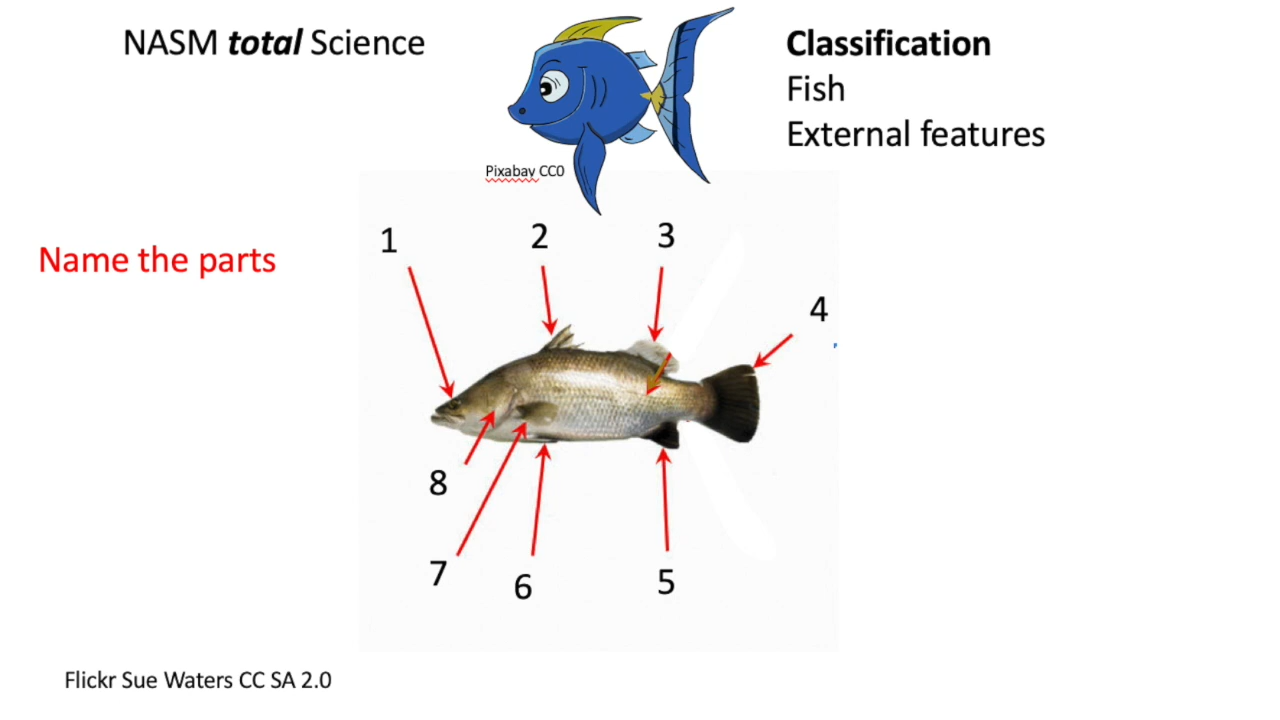 NASM total Science
Classification
Fish
External features
Pixabay CC0
Name the parts
1
2
3
4
8
7
6
5
Flickr Sue Waters CC SA 2.0